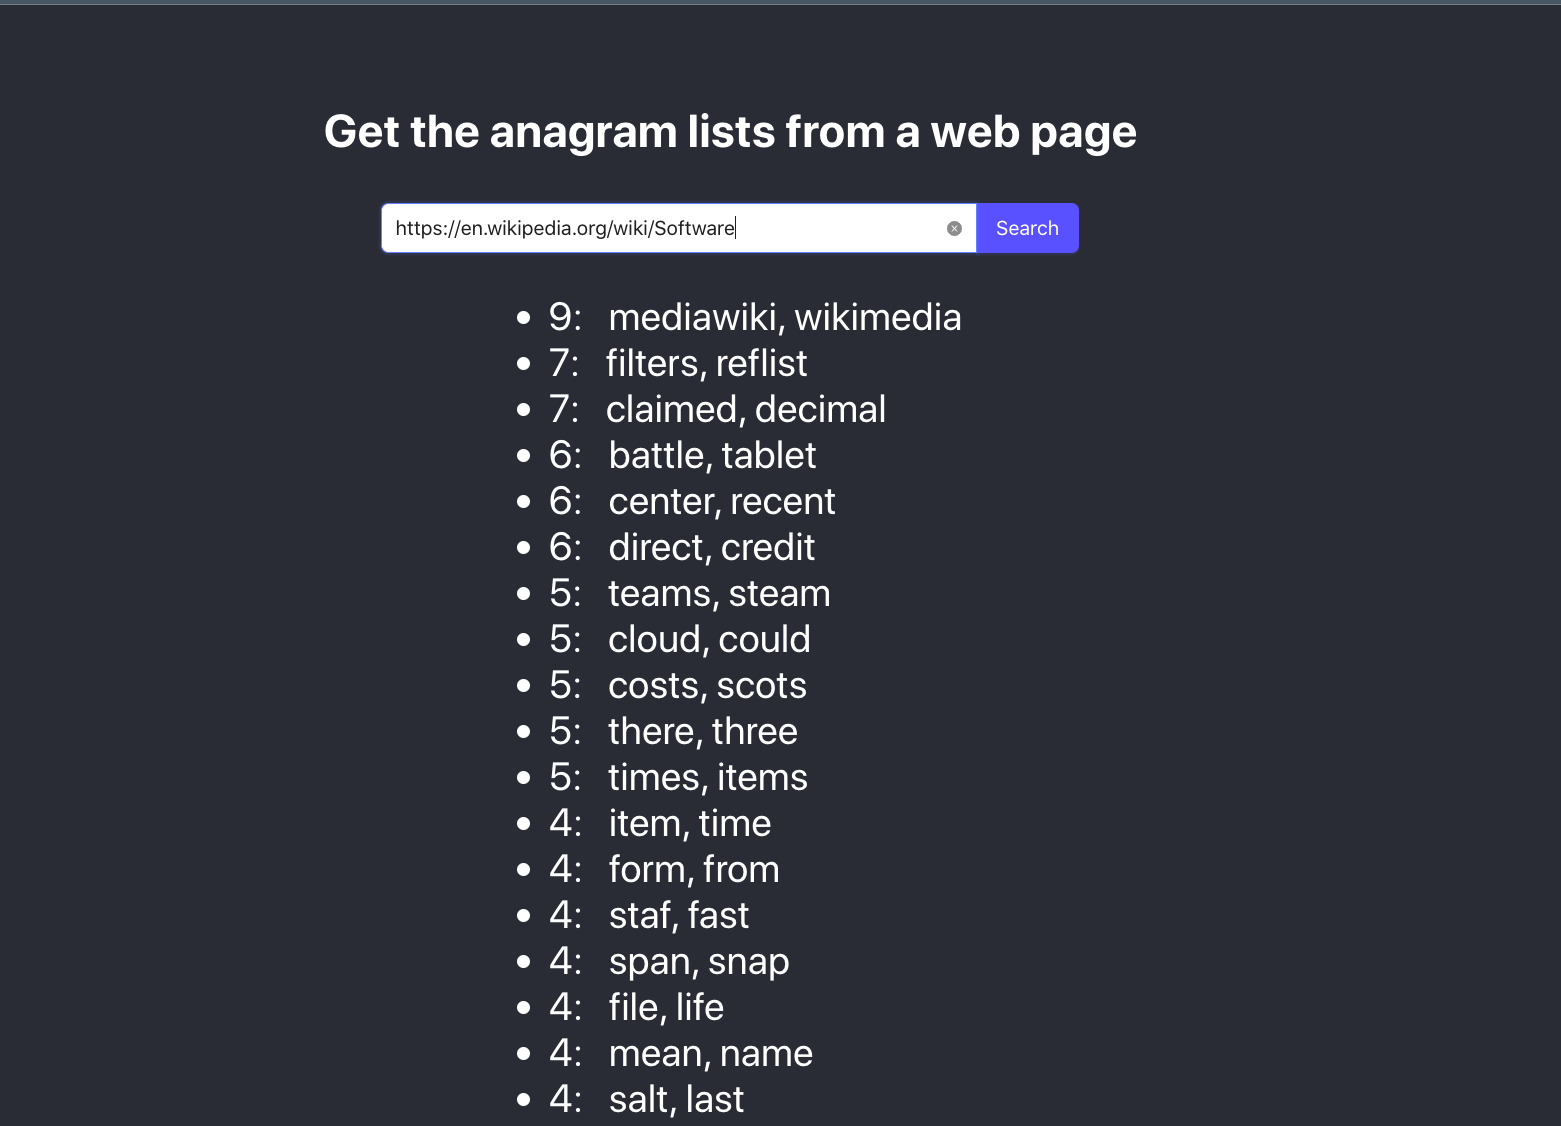 Get the anagram lists from a web page
https://en.wikipedia.org/wiki/Software
Search
• 9: mediawiki, wikimedia
• 7: filters, reflist
• 7: claimed, decimal
• 6: battle, tablet
• 6: center, recent
• 6: direct, credit
• 5: teams, steam
• 5: cloud, could
• 5: costs, scots
• 5: there, three
• 5: times, items
• 4: item, time
• 4: form, from
• 4: staf, fast
• 4: span, snap
• 4: file, life
• 4: mean, name
• 4: salt, last